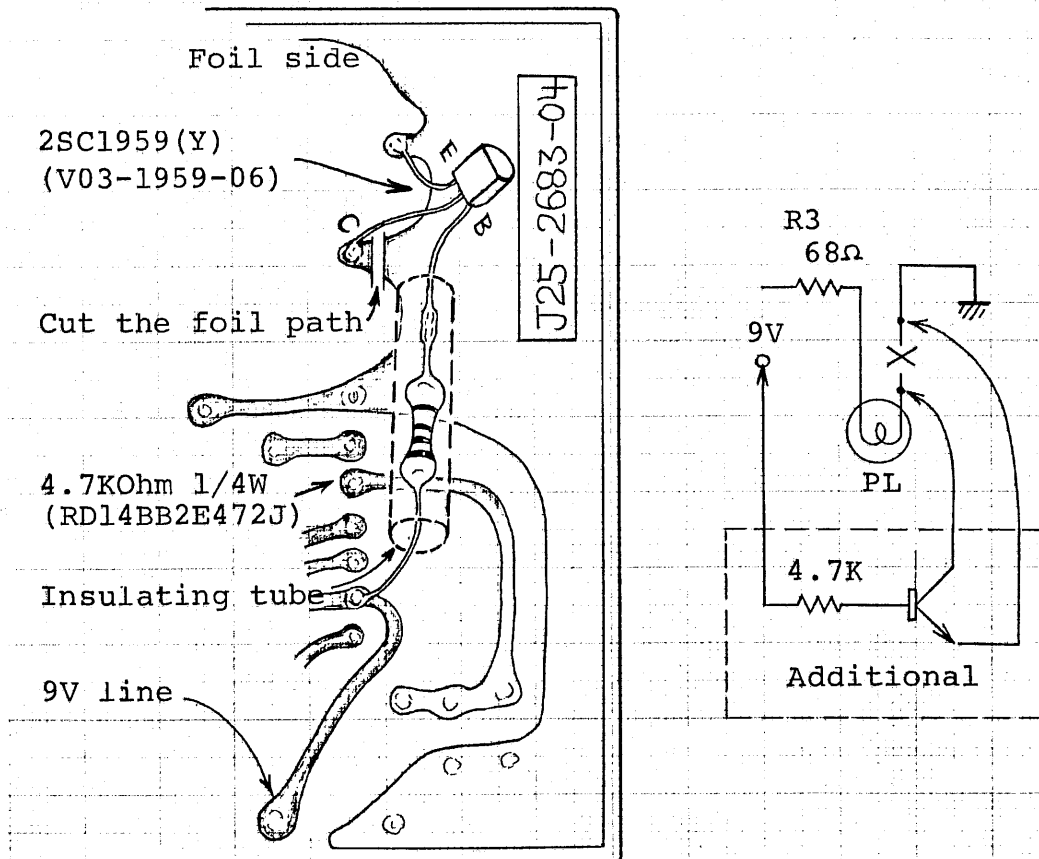 Foil side
2SC1959(Y)
(V03-1959-06)
E
C
B
J25-2683-04
Cut the foil path
4.7KOhm 1/4W
(RD14BB2E472J)
Insulating tube
9V line
R3
68Ω
9V
PL
4.7K
Additional